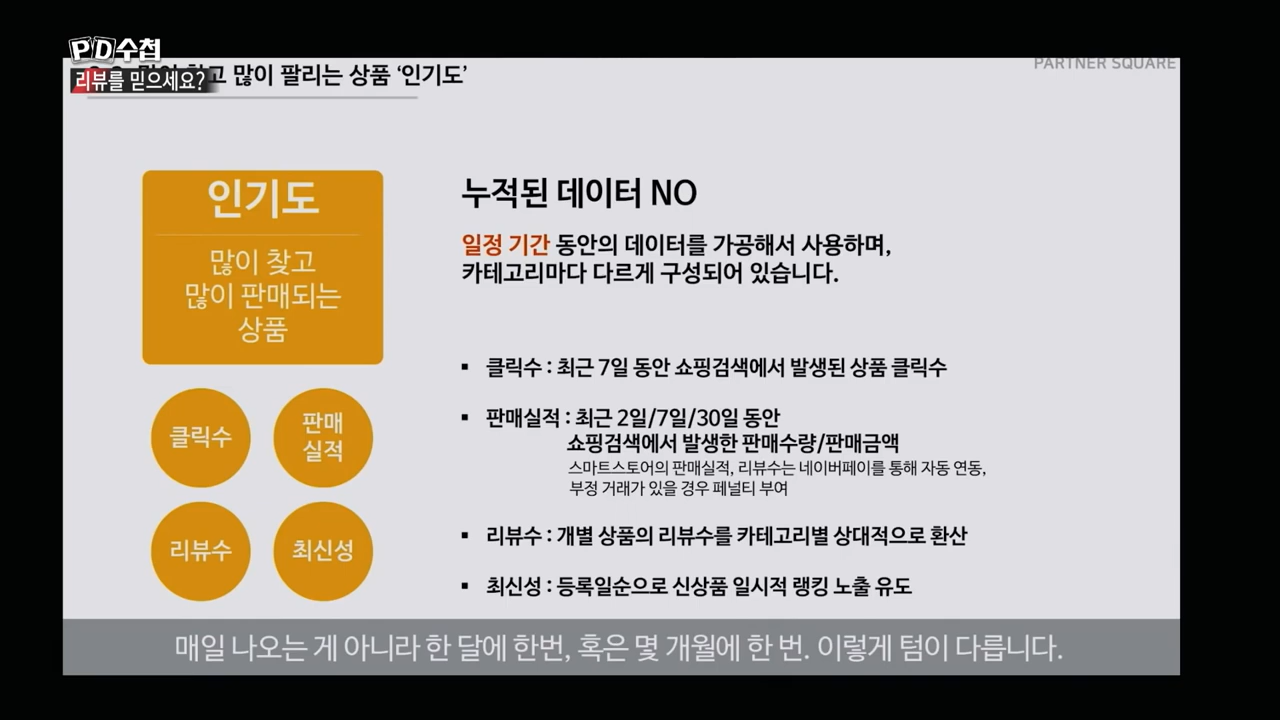 PD수첩
리뷰를 믿으세요?
고 많이 팔리는 상품 ‘인기도’
PARTNER SQUARE
인기도
많이 찾고
많이 판매되는
상품
클릭수
판매
실적
리뷰수
최신성
누적된 데이터 NO
일정 기간 동안의 데이터를 가공해서 사용하며,
카테고리마다 다르게 구성되어 있습니다.
▪ 클릭수 : 최근 7일 동안 쇼핑검색에서 발생된 상품 클릭수
▪ 판매실적 : 최근 2일/7일/30일 동안
쇼핑검색에서 발생한 판매수량/판매금액
스마트스토어의 판매실적, 리뷰수는 네이버페이를 통해 자동 연동,
부정 거래가 있을 경우 페널티 부여
▪ 리뷰수 : 개별 상품의 리뷰수를 카테고리별 상대적으로 환산
▪ 최신성 : 등록일순으로 신상품 일시적 랭킹 노출 유도
매일 나오는 게 아니라 한 달에 한번, 혹은 몇 개월에 한 번. 이렇게 텀이 다릅니다.